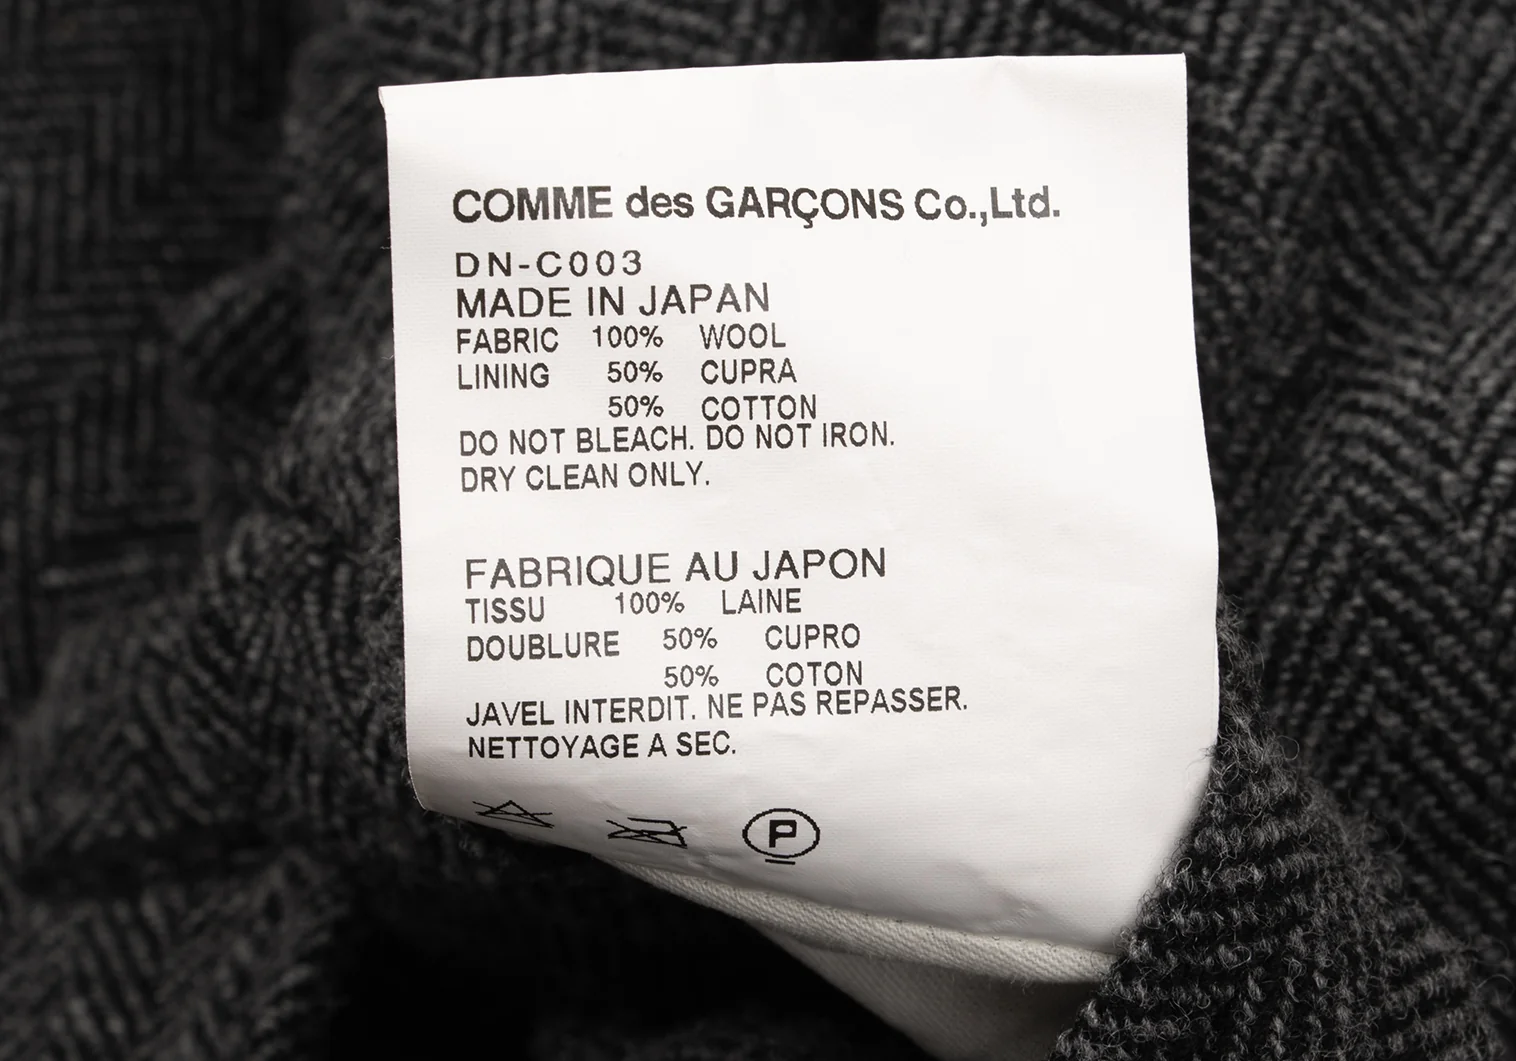 COMME des GARÇONS Co.,Ltd.
DN-C003
MADE IN JAPAN
FABRIC 100% WOOL
LINING 50% CUPRA
50% COTTON
DO NOT BLEACH. DO NOT IRON.
DRY CLEAN ONLY.
FABRIQUE AU JAPON
TISSU 100% LAINE
DOUBLURE 50% CUPRO
50% COTON
JAVEL INTERDIT. NE PAS REPASSER.
NETTOYAGE A SEC.
P